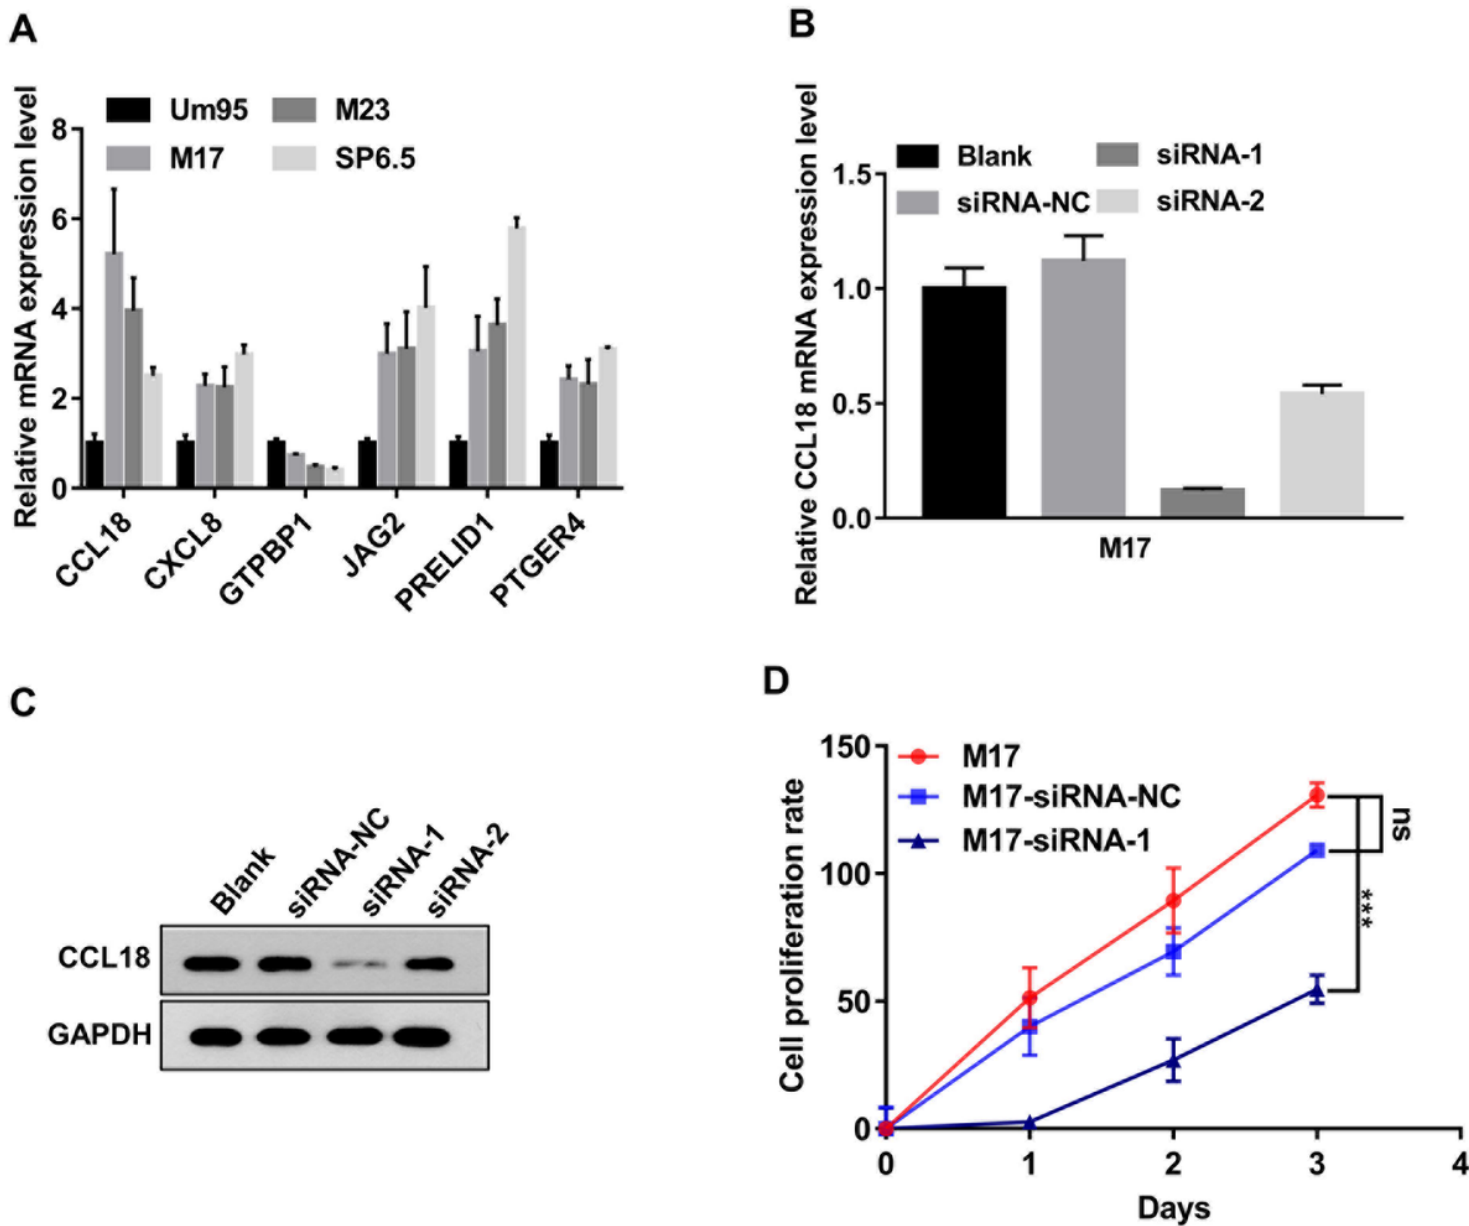 A
Relative mRNA expression level
Um95 M23
M17 SP6.5
8
6
4
2
0
CCL18 CXCL8 GTPBP1 JAG2 PRELID1 PTGER4
B
Relative CCL18 mRNA expression level
Blank siRNA-1
siRNA-NC siRNA-2
1.5
1.0
0.5
0.0
M17
C
Blank siRNA-NC siRNA-1 siRNA-2
CCL18
GAPDH
D
Cell proliferation rate
M17
M17-siRNA-NC
M17-siRNA-1
150
100
50
0
ns
***
0 1 2 3 4
Days